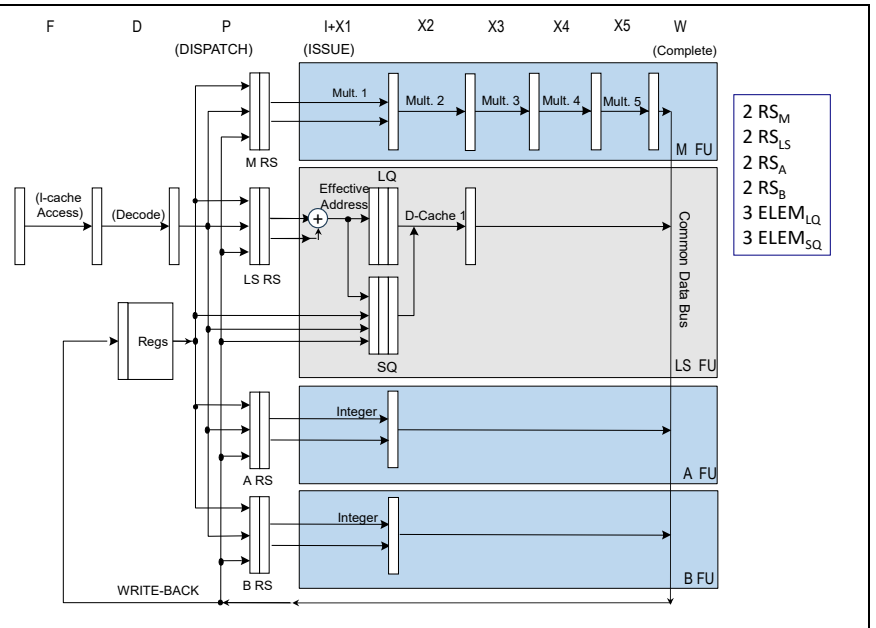 F D P I+X1 X2 X3 X4 X5 W
(DISPATCH) (ISSUE) (Complete)
Mult. 1
Mult. 2
Mult. 3
Mult. 4
Mult. 5
M RS
M FU
2 RSM
2 RSLS
2 RSA
2 RSB
3 ELEMLQ
3 ELEMSQ
(I-cache
Access)
(Decode)
Effective
Address
+
LQ
D-Cache 1
LS RS
SQ
Common Data Bus
LS FU
Regs
Integer
A RS
A FU
Integer
B RS
B FU
WRITE-BACK